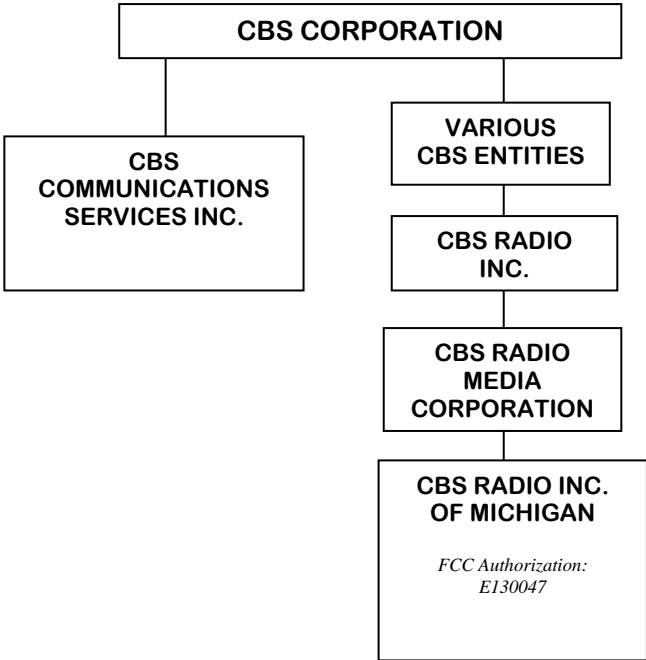 CBS CORPORATION
CBS
COMMUNICATIONS
SERVICES INC.
VARIOUS
CBS ENTITIES
CBS RADIO
INC.
CBS RADIO
MEDIA
CORPORATION
CBS RADIO INC.
OF MICHIGAN
FCC Authorization:
E130047